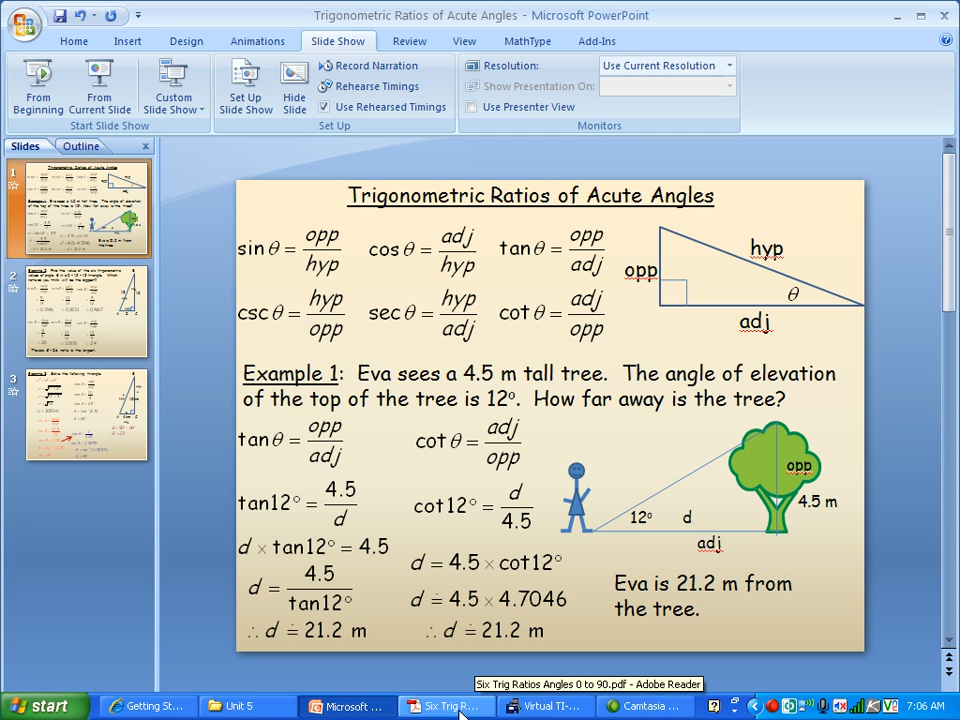 Trigonometric Ratios of Acute Angles - Microsoft PowerPoint
Home Insert Design Animations Slide Show Review View MathType Add-Ins
From Beginning
From Current Slide
Custom Slide Show
Start Slide Show
Set Up Slide Show
Hide Slide
Record Narration
Rehearse Timings
Use Rehearsed Timings
Set Up
Resolution: Use Current Resolution
Show Presentation On:
Use Presenter View
Monitors
Slides Outline x
1
2
3
Trigonometric Ratios of Acute Angles
sin θ = opp/hyp cos θ = adj/hyp tan θ = opp/adj
csc θ = hyp/opp sec θ = hyp/adj cot θ = adj/opp
opp hyp θ
adj
Example 1: Eva sees a 4.5 m tall tree. The angle of elevation
of the top of the tree is 12°. How far away is the tree?
tan θ = opp/adj cot θ = adj/opp
tan12° = 4.5/d cot12° = d/4.5
d × tan12° = 4.5 d = 4.5 × cot12°
d = 4.5/tan12° d ≐ 4.5 × 4.7046
∴ d ≐ 21.2 m ∴ d ≐ 21.2 m
opp
4.5 m
12° d
adj
Eva is 21.2 m from
the tree.
Six Trig Ratios Angles 0 to 90.pdf - Adobe Reader
start Getting St... Unit 5 Microsoft ... Six Trig R... Virtual TI-... Camtasia ... 7:06 AM